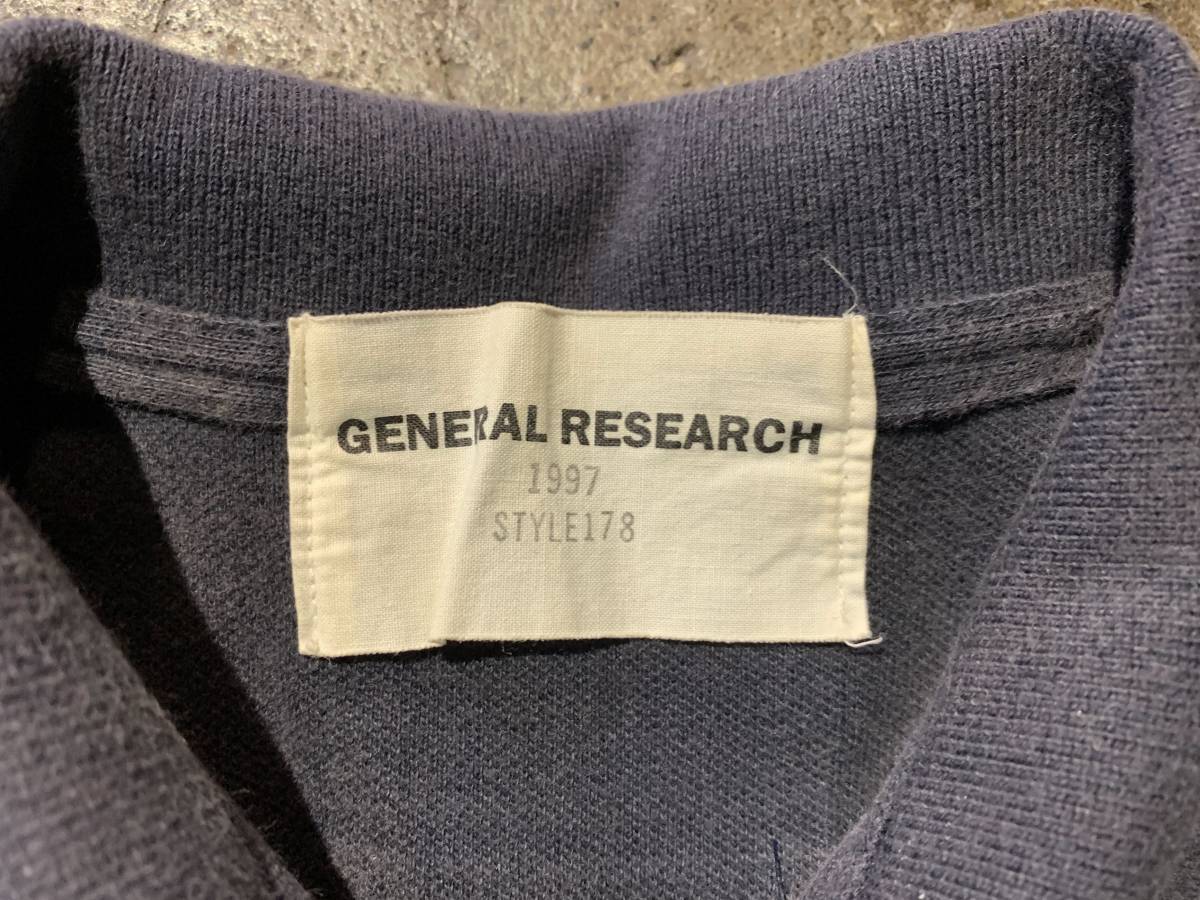 GENERAL RESEARCH
1997
STYLE178